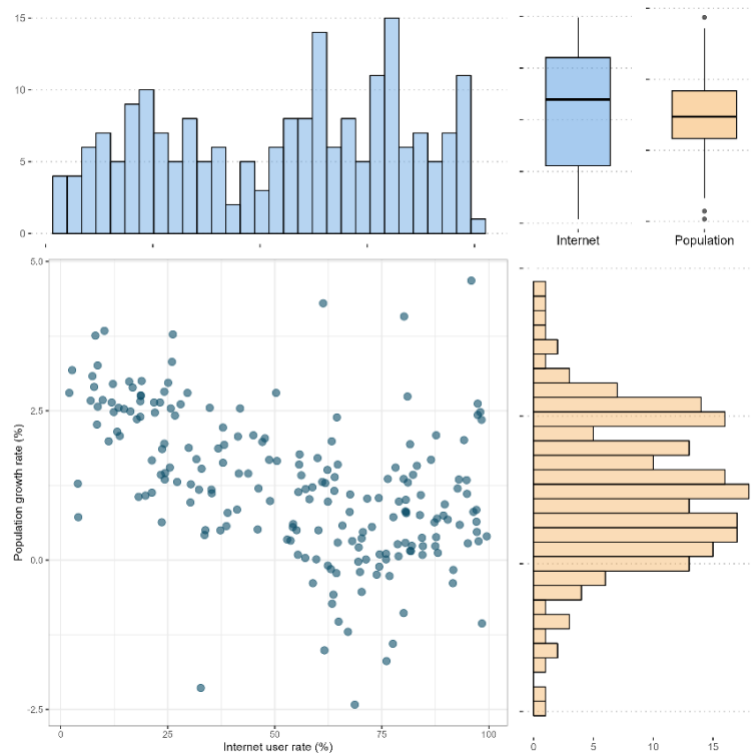 15
10
5
0
Internet Population
5.0
2.5
0.0
-2.5
Population growth rate (%)
0 25 50 75 100
Internet user rate (%)
0 5 10 15